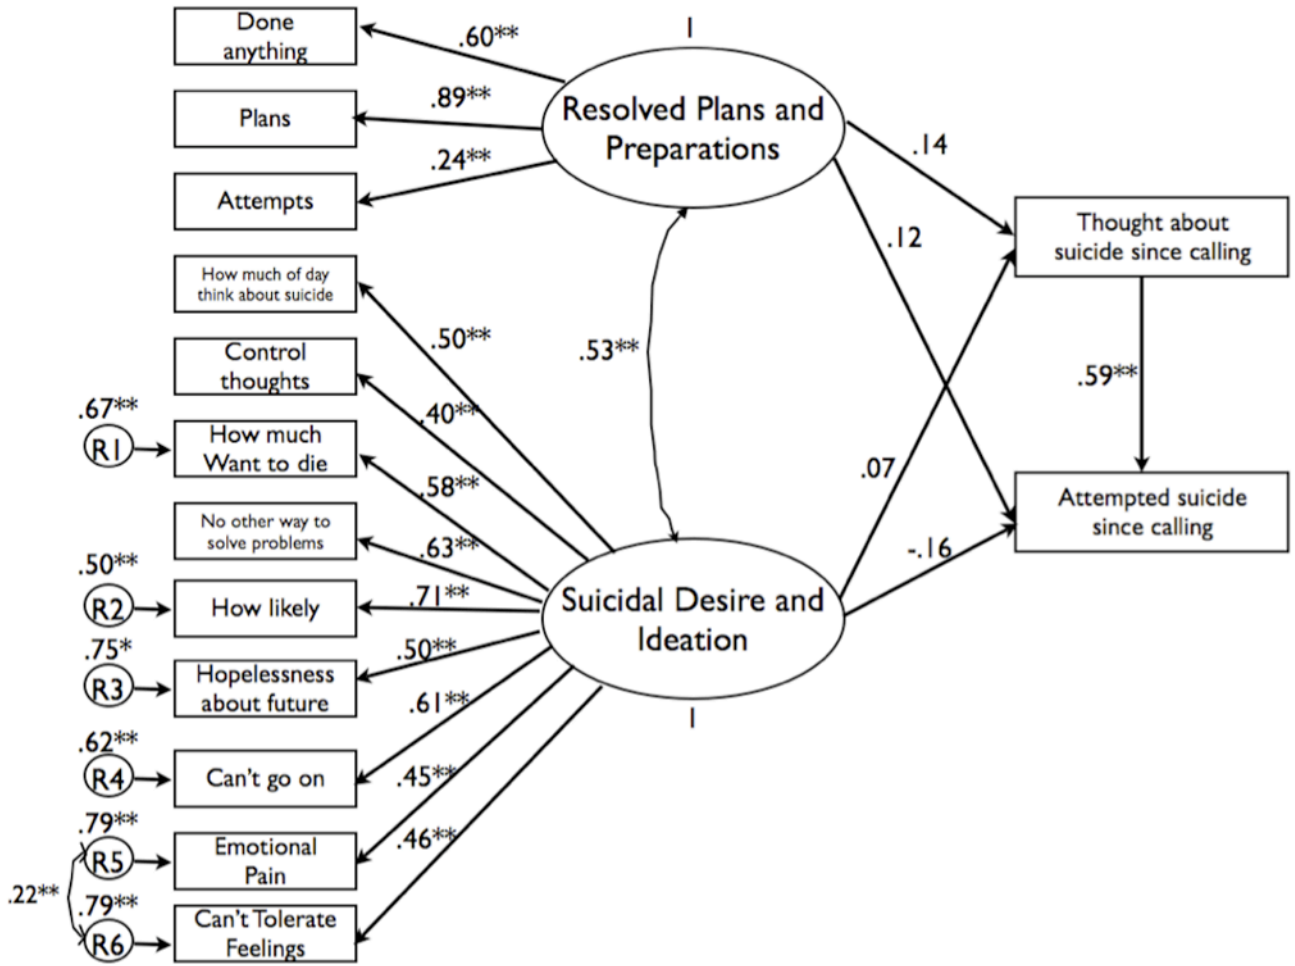 Done
anything
.60**
1
Resolved Plans and
Preparations
Plans
.89**
.14
Attempts
.24**
Thought about
suicide since calling
.12
How much of day
think about suicide
.50**
.53**
.59**
Control
thoughts
.40**
.67**
R1
How much
Want to die
.58**
.07
Attempted suicide
since calling
No other way to
solve problems
.63**
-.16
.50**
R2
How likely
.71**
Suicidal Desire and
Ideation
1
.75*
R3
Hopelessness
about future
.50**
.62**
R4
Can't go on
.61**
.79**
R5
Emotional
Pain
.45**
.22**
.79**
R6
Can't Tolerate
Feelings
.46**